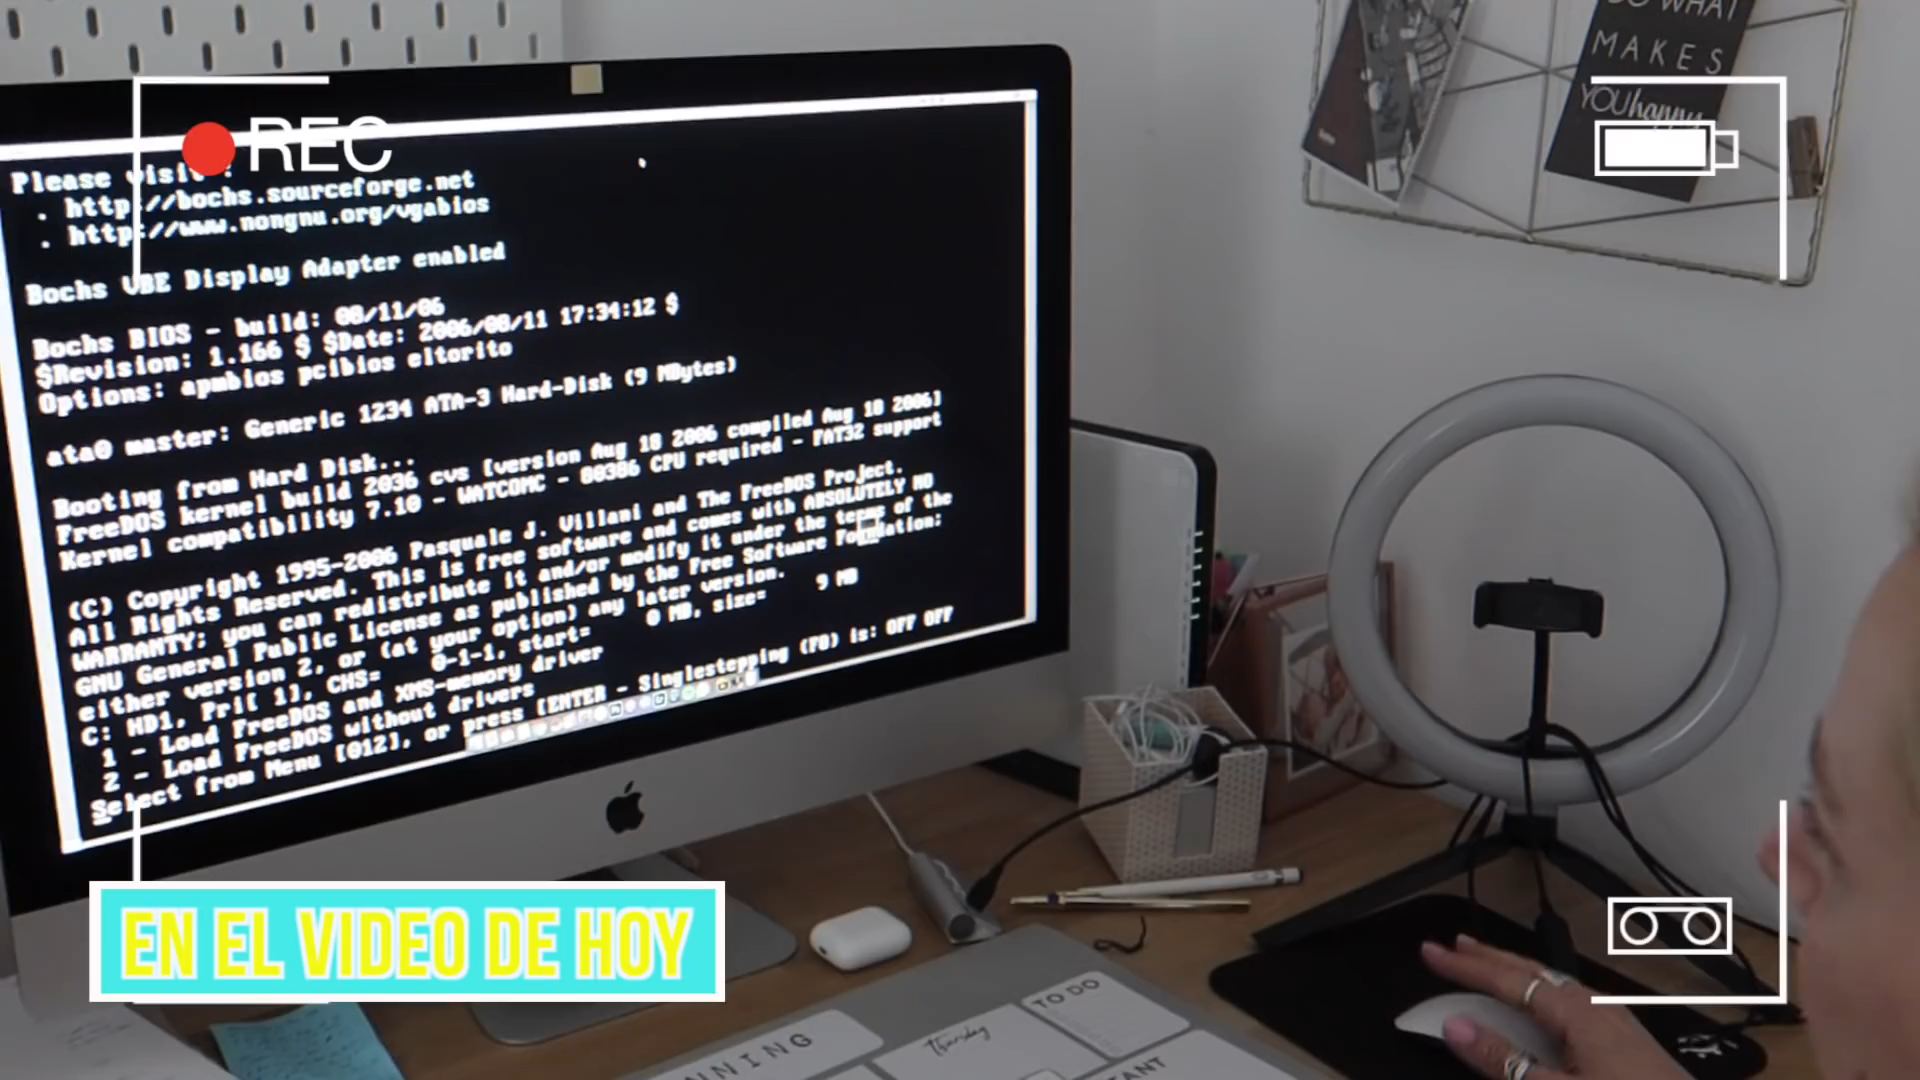 REC
Please visit :
. http://bochs.sourceforge.net
. http://www.nongnu.org/vgabios
Bochs VBE Display Adapter enabled
Bochs BIOS - build: 08/11/06
$Revision: 1.166 $ $Date: 2006/08/11 17:34:12 $
Options: apmbios pcibios eltorito
ata0 master: Generic 1234 ATA-3 Hard-Disk (9 MBytes)
Booting from Hard Disk...
FreeDOS kernel build 2036 cvs [version Aug 18 2006 compiled Aug 18 2006]
Kernel compatibility 7.10 - WATCOMC - 80386 CPU required - FAT32 support
(C) Copyright 1995-2006 Pasquale J. Villani and The FreeDOS Project.
All Rights Reserved. This is free software and comes with ABSOLUTELY NO
WARRANTY; you can redistribute it and/or modify it under the terms of the
GNU General Public License as published by the Free Software Foundation;
either version 2, or (at your option) any later version.
C: HD1, Pri[ 1], CHS= 0-1-1, start= 0 MB, size= 9 MB
1 - Load FreeDOS and XMS-memory driver
2 - Load FreeDOS without drivers
Select from Menu [012], or press [ENTER - Singlestepping (F8) is: OFF OFF
DO WHAT
MAKES
YOU happy
EN EL VIDEO DE HOY
NNING
Thursday
TO DO
TANT